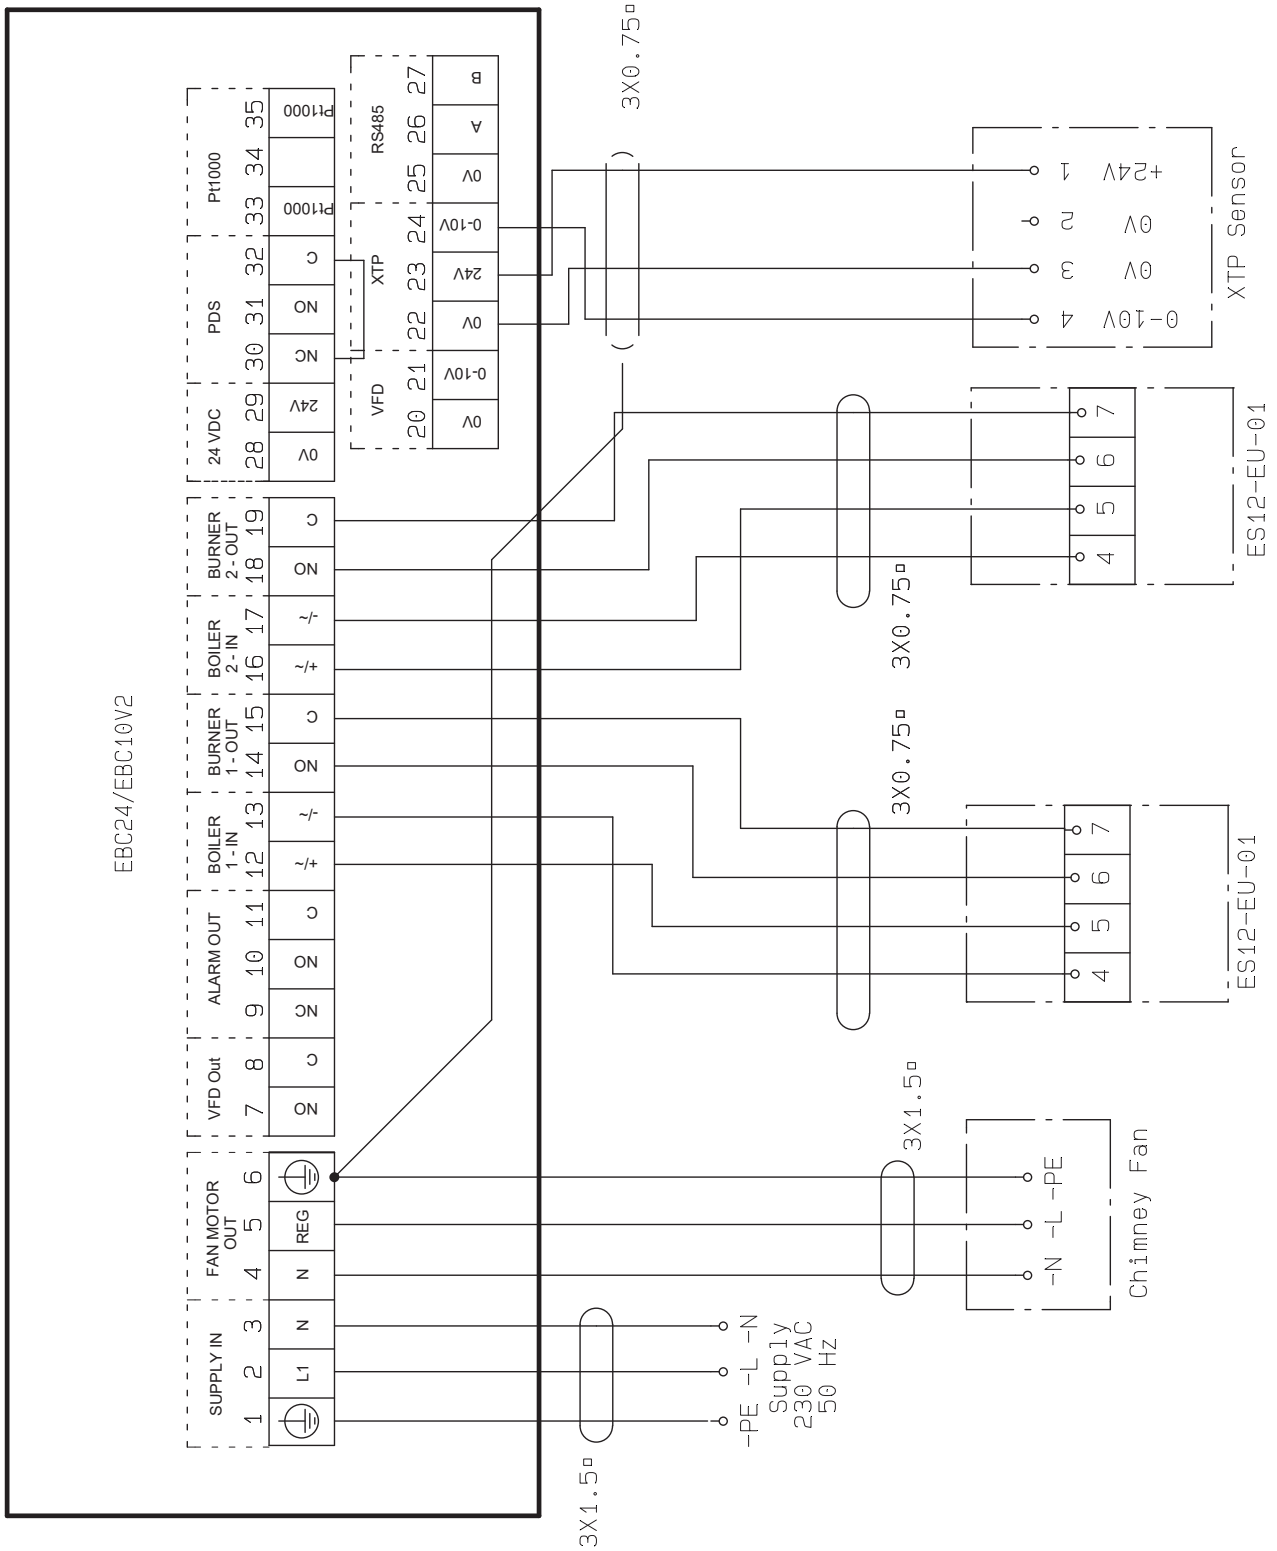 EBC24/EBC10V2
SUPPLY IN
1 2 3
L1 N
FAN MOTOR
OUT
4 5 6
N REG
VFD Out
7 8
NO C
ALARM OUT
9 10 11
NC NO C
BOILER
1 - IN
12 13
+/~ -/~
BURNER
1 - OUT
14 15
NO C
BOILER
2 - IN
16 17
+/~ -/~
BURNER
2 - OUT
18 19
NO C
24 VDC
28 29
0V 24V
PDS
30 31 32
NC NO C
Pt1000
33 34 35
Pt1000 Pt1000
VFD
20 21
0V 0-10V
XTP
22 23 24
0V 24V 0-10V
RS485
25 26 27
0V A B
3X1.5¤
-PE -L -N
Supply
230 VAC
50 Hz
3X1.5¤
-N -L -PE
Chimney Fan
3X0.75¤
4 5 6 7
ES12-EU-01
3X0.75¤
4 5 6 7
ES12-EU-01
3X0.75¤
4 3 2 1
0-10V 0V 0V +24V
XTP Sensor